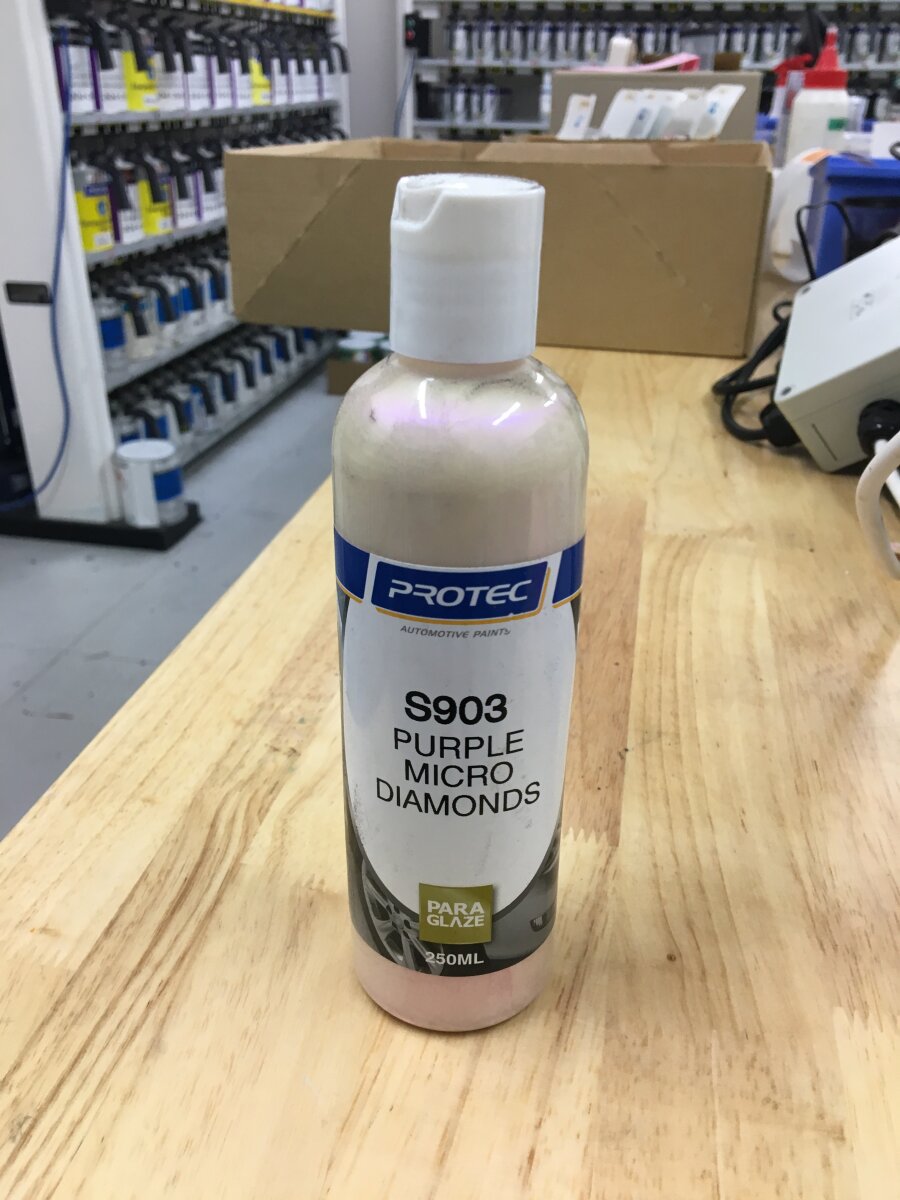 PROTEC
AUTOMOTIVE PAINTS
S903
PURPLE
MICRO
DIAMONDS
PARA
GLAZE
250ML